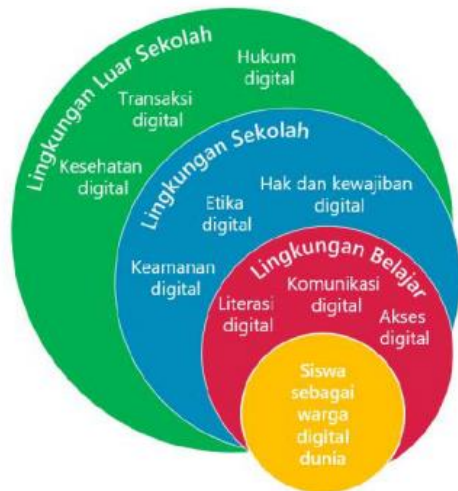 Lingkungan Luar Sekolah
Hukum
digital
Transaksi
digital
Kesehatan
digital
Lingkungan Sekolah
Hak dan kewajiban
digital
Etika
digital
Keamanan
digital
Lingkungan Belajar
Komunikasi
digital
Literasi
digital
Akses
digital
Siswa
sebagai
warga
digital
dunia